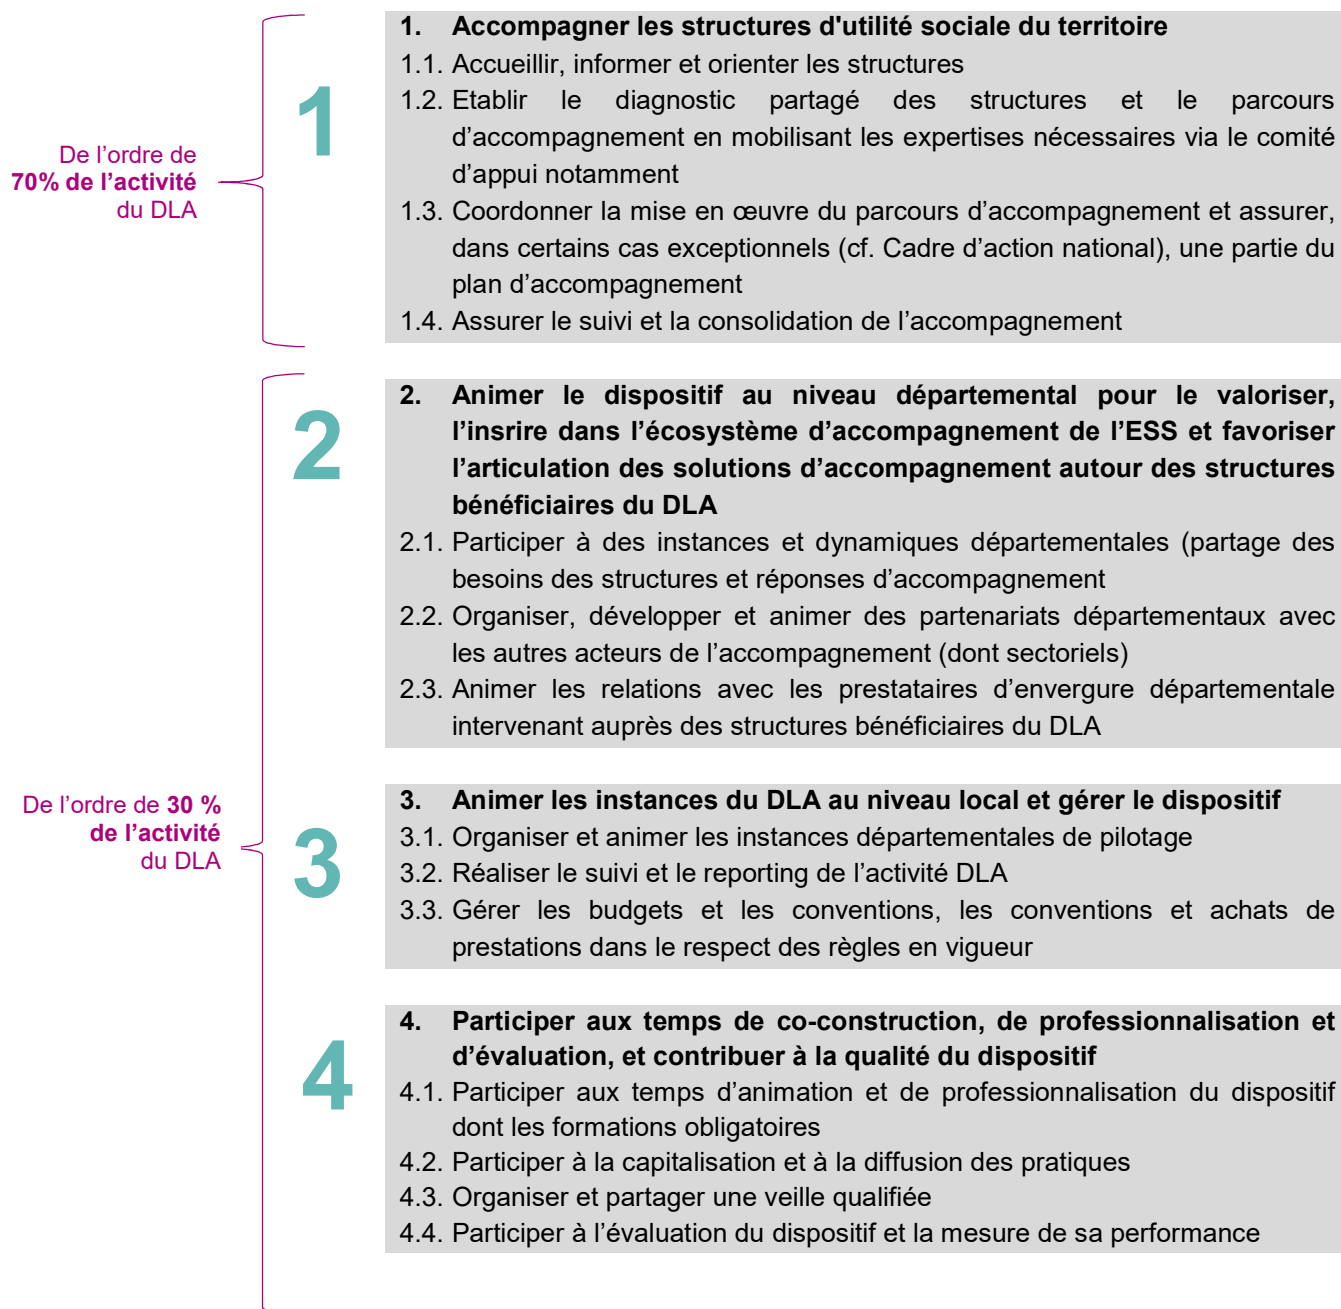 De l’ordre de
70% de l’activité
du DLA
1
1. Accompagner les structures d'utilité sociale du territoire
1.1. Accueillir, informer et orienter les structures
1.2. Etablir le diagnostic partagé des structures et le parcours
d’accompagnement en mobilisant les expertises nécessaires via le comité
d’appui notamment
1.3. Coordonner la mise en œuvre du parcours d’accompagnement et assurer,
dans certains cas exceptionnels (cf. Cadre d’action national), une partie du
plan d’accompagnement
1.4. Assurer le suivi et la consolidation de l’accompagnement
De l’ordre de 30 %
de l’activité
du DLA
2
2. Animer le dispositif au niveau départemental pour le valoriser,
l’insrire dans l’écosystème d’accompagnement de l’ESS et favoriser
l’articulation des solutions d’accompagnement autour des structures
bénéficiaires du DLA
2.1. Participer à des instances et dynamiques départementales (partage des
besoins des structures et réponses d’accompagnement
2.2. Organiser, développer et animer des partenariats départementaux avec
les autres acteurs de l’accompagnement (dont sectoriels)
2.3. Animer les relations avec les prestataires d’envergure départementale
intervenant auprès des structures bénéficiaires du DLA
3
3. Animer les instances du DLA au niveau local et gérer le dispositif
3.1. Organiser et animer les instances départementales de pilotage
3.2. Réaliser le suivi et le reporting de l’activité DLA
3.3. Gérer les budgets et les conventions, les conventions et achats de
prestations dans le respect des règles en vigueur
4
4. Participer aux temps de co-construction, de professionnalisation et
d’évaluation, et contribuer à la qualité du dispositif
4.1. Participer aux temps d’animation et de professionnalisation du dispositif
dont les formations obligatoires
4.2. Participer à la capitalisation et à la diffusion des pratiques
4.3. Organiser et partager une veille qualifiée
4.4. Participer à l’évaluation du dispositif et la mesure de sa performance